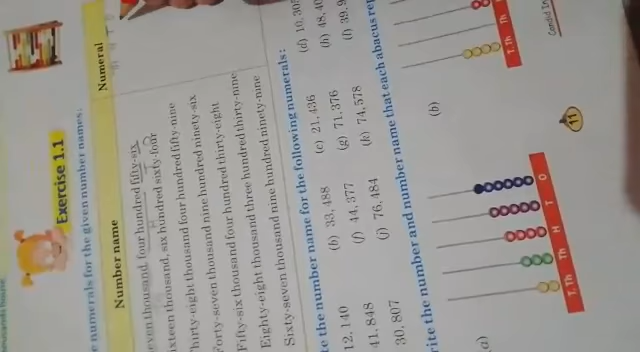 Exercise 1.1
numerals for the given number names.
Number name Numeral
even thousand four hundred fifty-six
ixteen thousand, six hundred sixty-four
Thirty-eight thousand four hundred fifty-nine
Forty-seven thousand nine hundred ninety-six
Fifty-six thousand four hundred thirty-eight
Eighty-eight thousand three hundred thirty-nine
Sixty-seven thousand nine hundred ninety-nine
te the number name for the following numerals:
12,140 (b) 33,488 (c) 21,436 (d) 10,305
41,848 (f) 44,377 (g) 71,376 (h) 48,40
30,807 (j) 76,484 (k) 74,578 (l) 39,9
rite the number and number name that each abacus rep
(a) (b)
T.Th Th H T O
T.Th Th
11